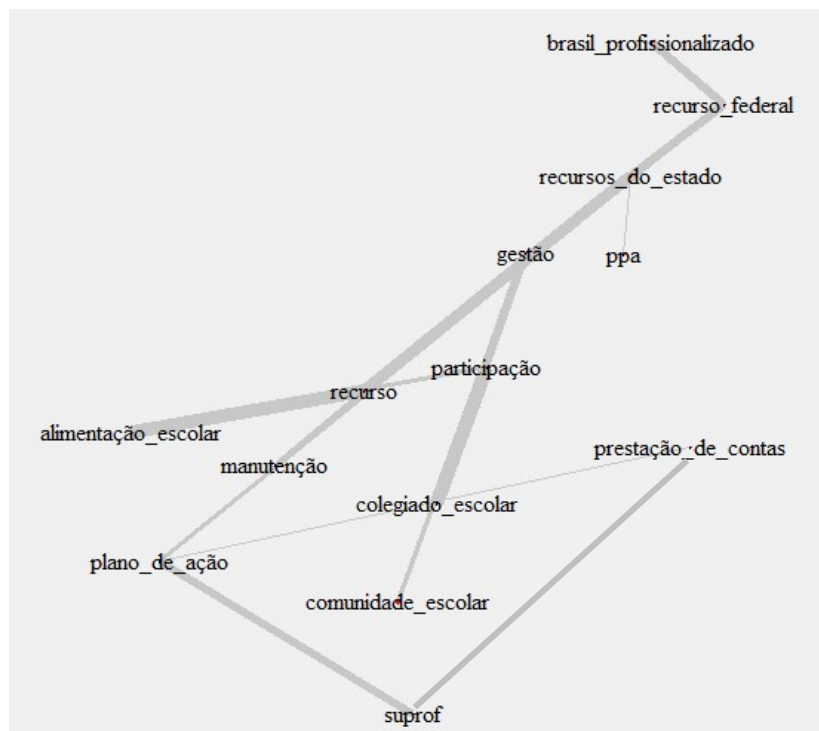 brasil_profissionalizado
recurso_federal
recursos_do_estado
gestão
ppa
participação
recurso
alimentação_escolar
prestação_de_contas
manutenção
colegiado_escolar
plano_de_ação
comunidade_escolar
suprof